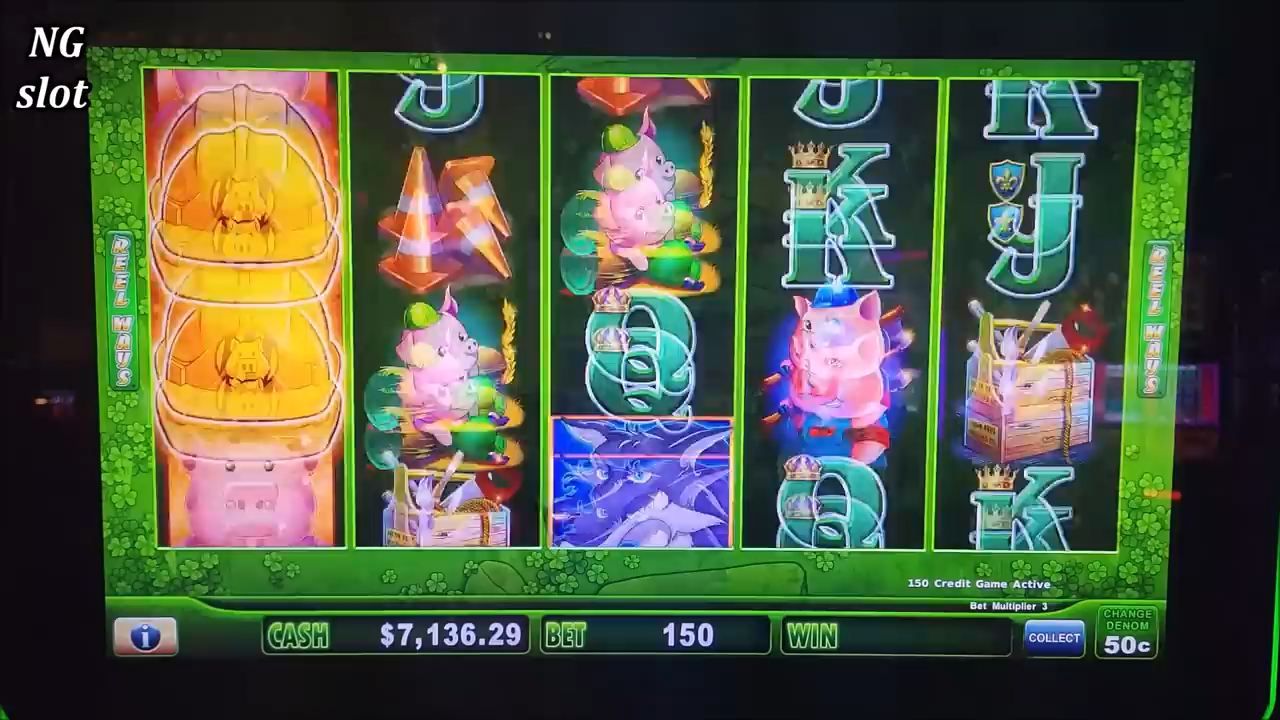 NG
slot
J
J
K
K
J
REEL WAYS
REEL WAYS
Q
Q
K
150 Credit Game Active
Bet Multiplier 3
CASH $7,136.29
BET 150
WIN
COLLECT
CHANGE
DENOM
50¢
i